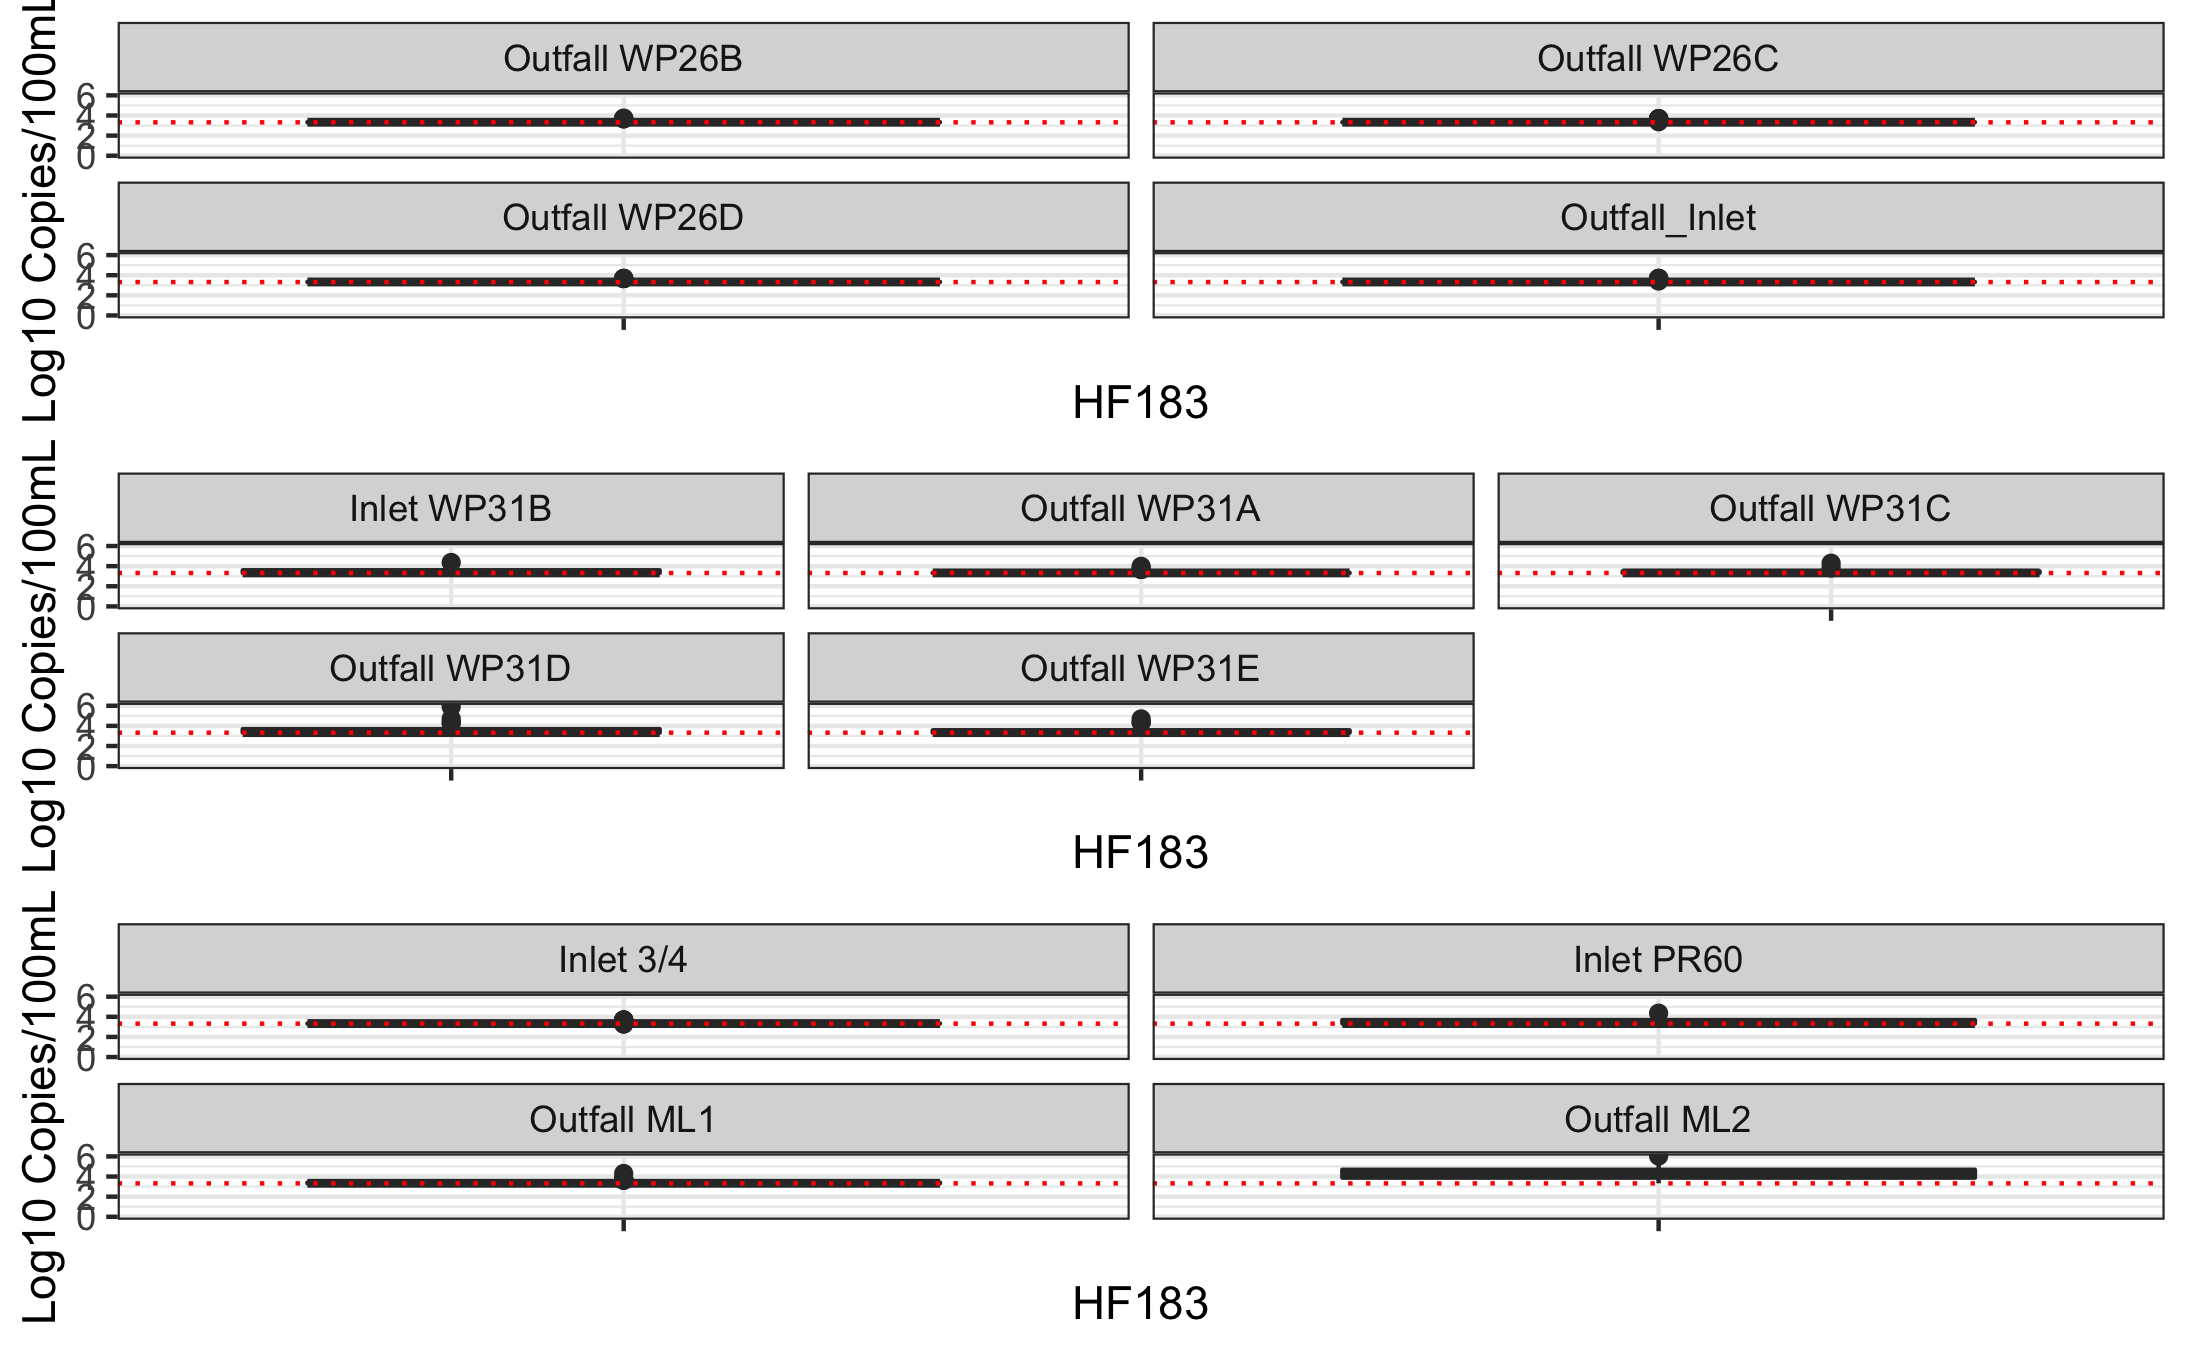 Log10 Copies/100mL
Outfall WP26B
Outfall WP26C
6
4
2
0
Outfall WP26D
Outfall_Inlet
6
4
2
0
HF183
Log10 Copies/100mL
Inlet WP31B
Outfall WP31A
Outfall WP31C
6
4
2
0
Outfall WP31D
Outfall WP31E
6
4
2
0
HF183
Log10 Copies/100mL
Inlet 3/4
Inlet PR60
6
4
2
0
Outfall ML1
Outfall ML2
6
4
2
0
HF183